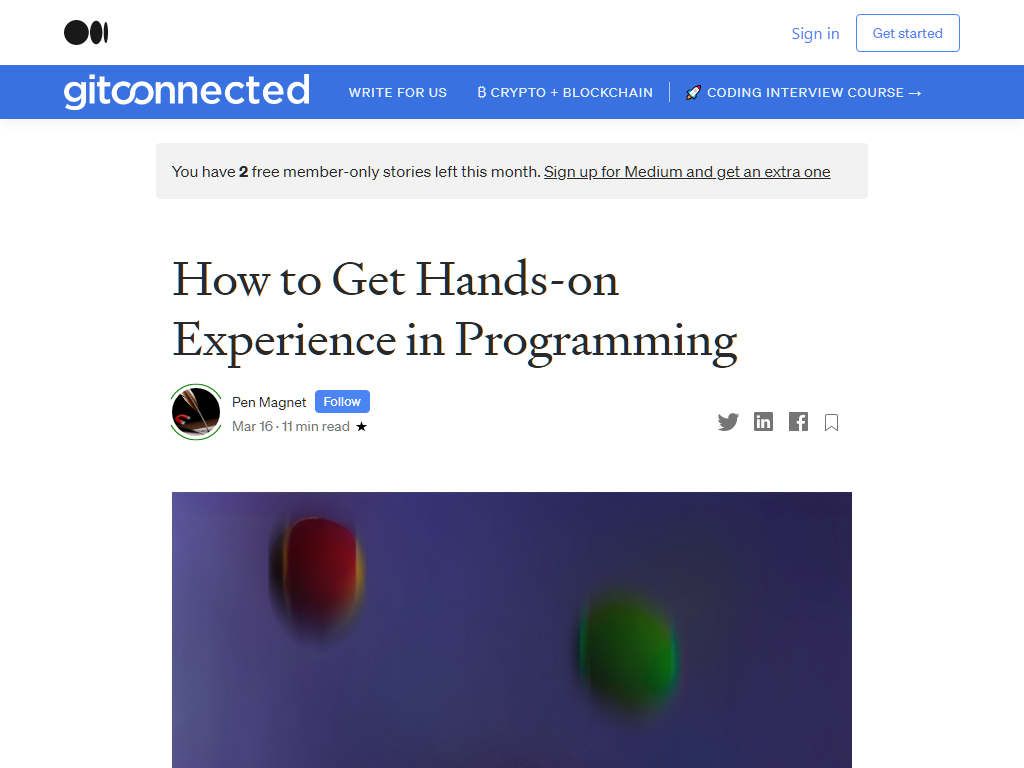 Sign in
Get started
gitconnected
WRITE FOR US
₿ CRYPTO + BLOCKCHAIN
🚀 CODING INTERVIEW COURSE →
You have 2 free member-only stories left this month. Sign up for Medium and get an extra one
How to Get Hands-on
Experience in Programming
Pen Magnet
Follow
Mar 16 · 11 min read ★